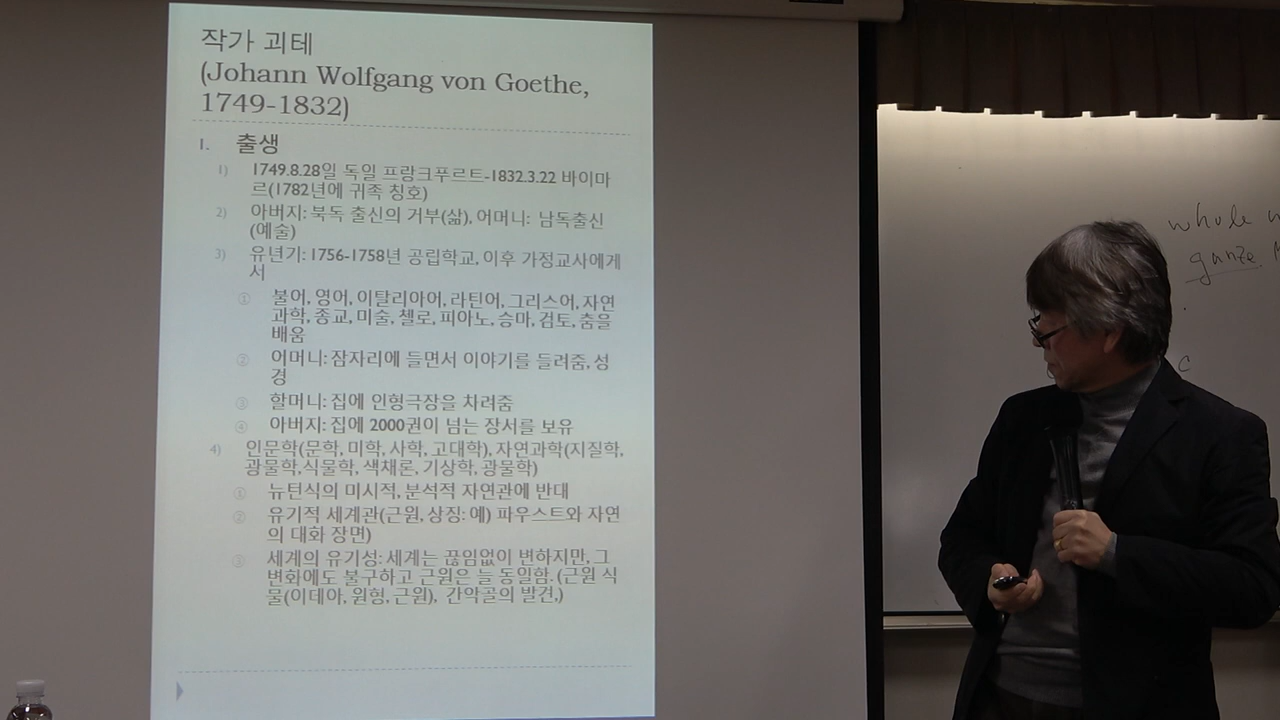 작가 괴테
(Johann Wolfgang von Goethe,
1749-1832)
I. 출생
1) 1749.8.28일 독일 프랑크푸르트-1832.3.22 바이마
르(1782년에 귀족 칭호)
2) 아버지: 북독 출신의 거부(삶), 어머니: 남독출신
(예술)
3) 유년기: 1756-1758년 공립학교, 이후 가정교사에게
서
① 불어, 영어, 이탈리아어, 라틴어, 그리스어, 자연
과학, 종교, 미술, 첼로, 피아노, 승마, 검토, 춤을
배움
② 어머니: 잠자리에 들면서 이야기를 들려줌, 성
경
③ 할머니: 집에 인형극장을 차려줌
④ 아버지: 집에 2000권이 넘는 장서를 보유
4) 인문학(문학, 미학, 사학, 고대학), 자연과학(지질학,
광물학,식물학, 색채론, 기상학, 광물학)
① 뉴턴식의 미시적, 분석적 자연관에 반대
② 유기적 세계관(근원, 상징: 예) 파우스트와 자연
의 대화 장면)
③ 세계의 유기성: 세계는 끊임없이 변하지만, 그
변화에도 불구하고 근원은 늘 동일함. (근원 식
물(이데아, 원형, 근원), 간악골의 발견,)
whole
ganze
c